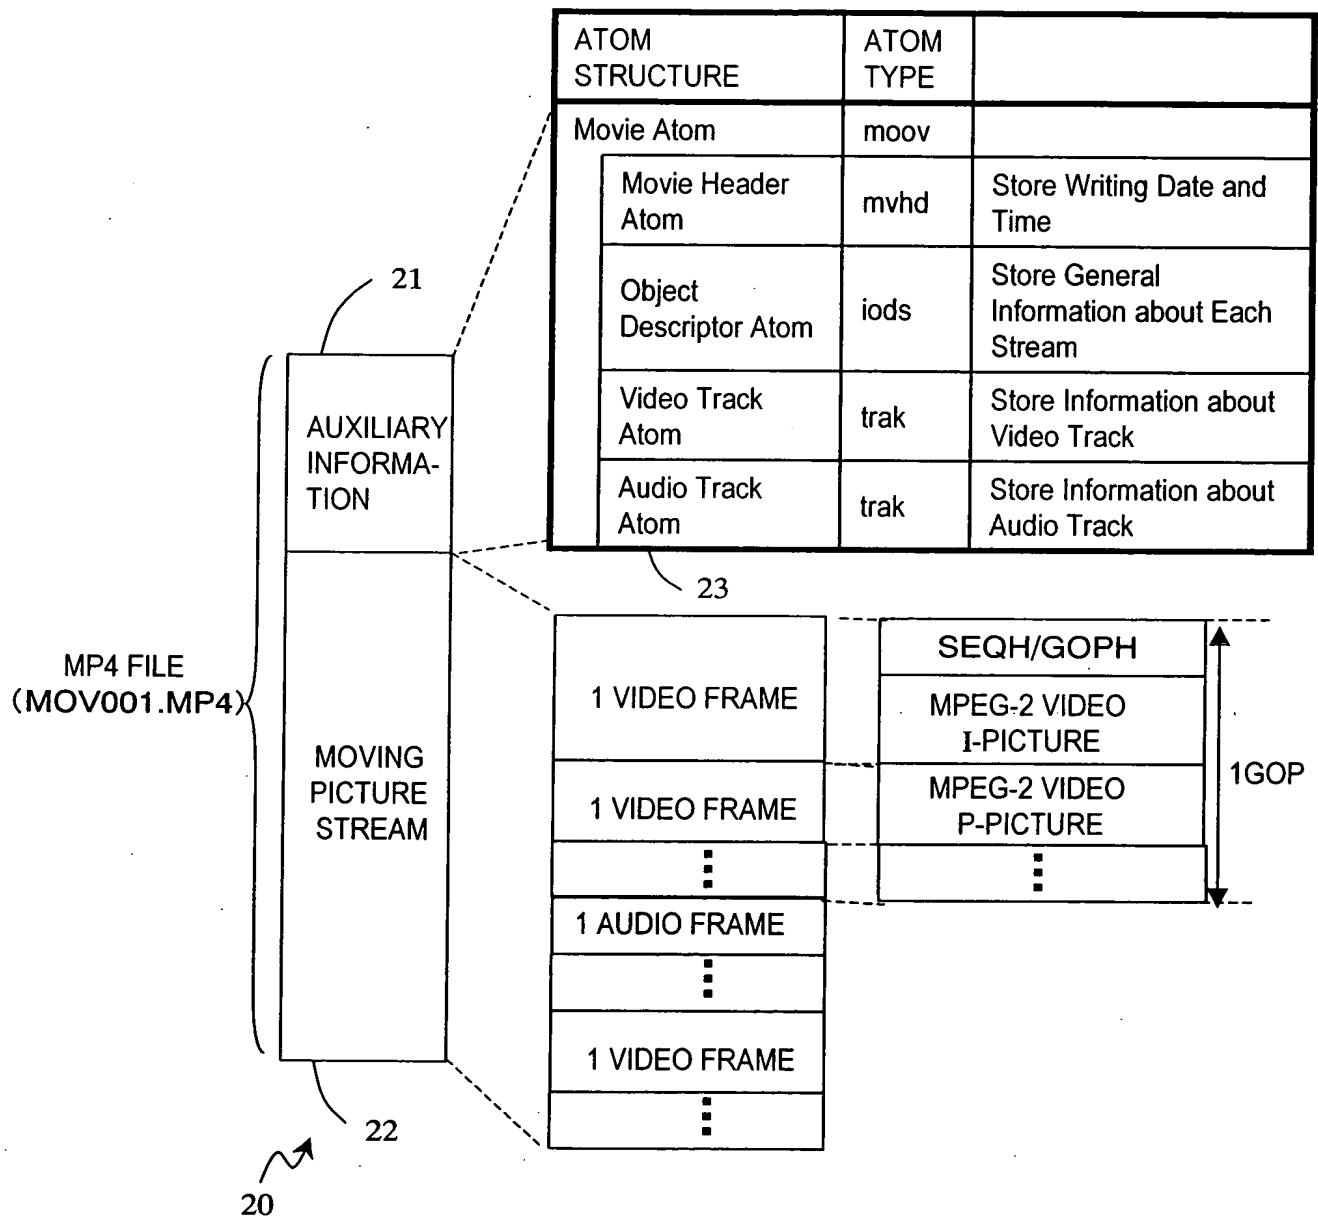 ATOM
STRUCTURE
ATOM
TYPE
Movie Atom
moov
Movie Header
Atom
mvhd
Store Writing Date and
Time
Object
Descriptor Atom
iods
Store General
Information about Each
Stream
Video Track
Atom
trak
Store Information about
Video Track
Audio Track
Atom
trak
Store Information about
Audio Track
23
21
AUXILIARY
INFORMA-
TION
MP4 FILE
(MOV001.MP4)
MOVING
PICTURE
STREAM
22
20
1 VIDEO FRAME
1 VIDEO FRAME
1 AUDIO FRAME
1 VIDEO FRAME
SEQH/GOPH
MPEG-2 VIDEO
I-PICTURE
MPEG-2 VIDEO
P-PICTURE
1GOP